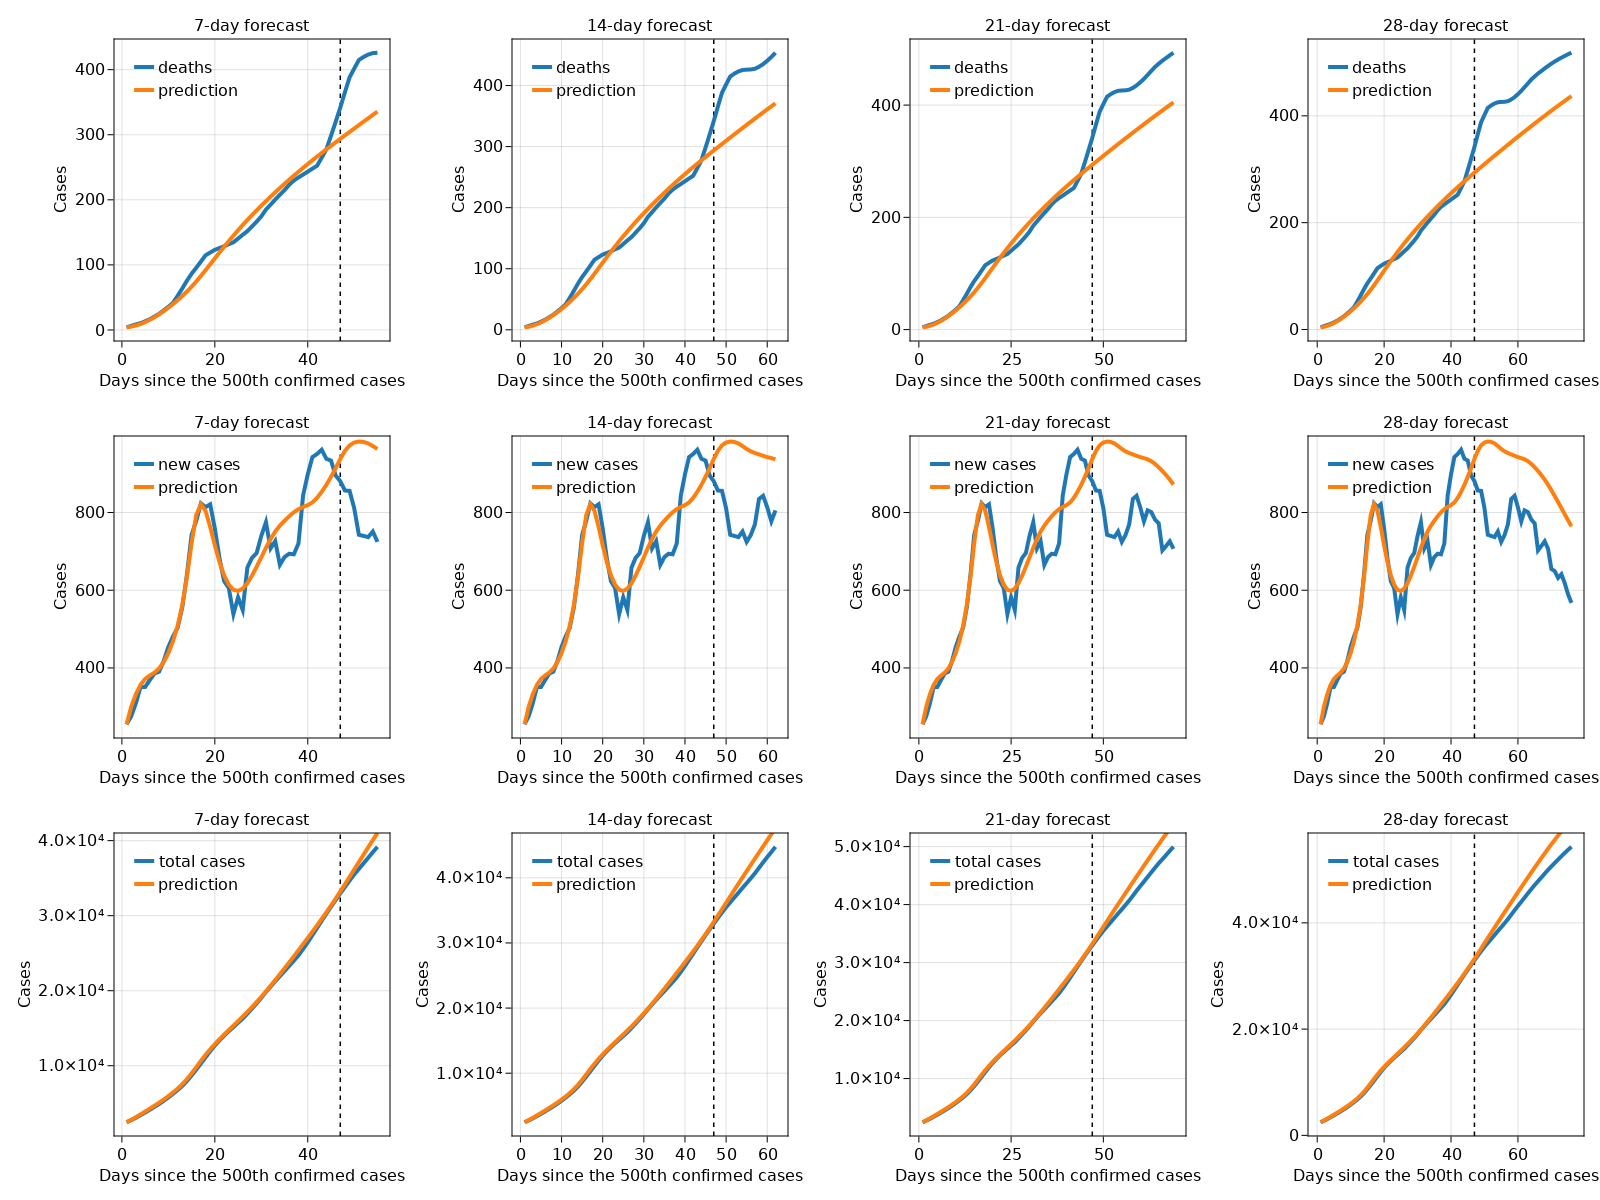 7-day forecast
14-day forecast
21-day forecast
28-day forecast
deaths
prediction
deaths
prediction
deaths
prediction
deaths
prediction
Cases
Cases
Cases
Cases
400
300
200
100
0
400
300
200
100
0
400
200
0
400
200
0
0 20 40
0 10 20 30 40 50 60
0 25 50
0 20 40 60
Days since the 500th confirmed cases
Days since the 500th confirmed cases
Days since the 500th confirmed cases
Days since the 500th confirmed cases
7-day forecast
14-day forecast
21-day forecast
28-day forecast
new cases
prediction
new cases
prediction
new cases
prediction
new cases
prediction
Cases
Cases
Cases
Cases
800
600
400
800
600
400
800
600
400
800
600
400
0 20 40
0 10 20 30 40 50 60
0 25 50
0 20 40 60
Days since the 500th confirmed cases
Days since the 500th confirmed cases
Days since the 500th confirmed cases
Days since the 500th confirmed cases
7-day forecast
14-day forecast
21-day forecast
28-day forecast
total cases
prediction
total cases
prediction
total cases
prediction
total cases
prediction
Cases
Cases
Cases
Cases
4.0×10⁴
3.0×10⁴
2.0×10⁴
1.0×10⁴
4.0×10⁴
3.0×10⁴
2.0×10⁴
1.0×10⁴
5.0×10⁴
4.0×10⁴
3.0×10⁴
2.0×10⁴
1.0×10⁴
4.0×10⁴
2.0×10⁴
0
0 20 40
0 10 20 30 40 50 60
0 25 50
0 20 40 60
Days since the 500th confirmed cases
Days since the 500th confirmed cases
Days since the 500th confirmed cases
Days since the 500th confirmed cases